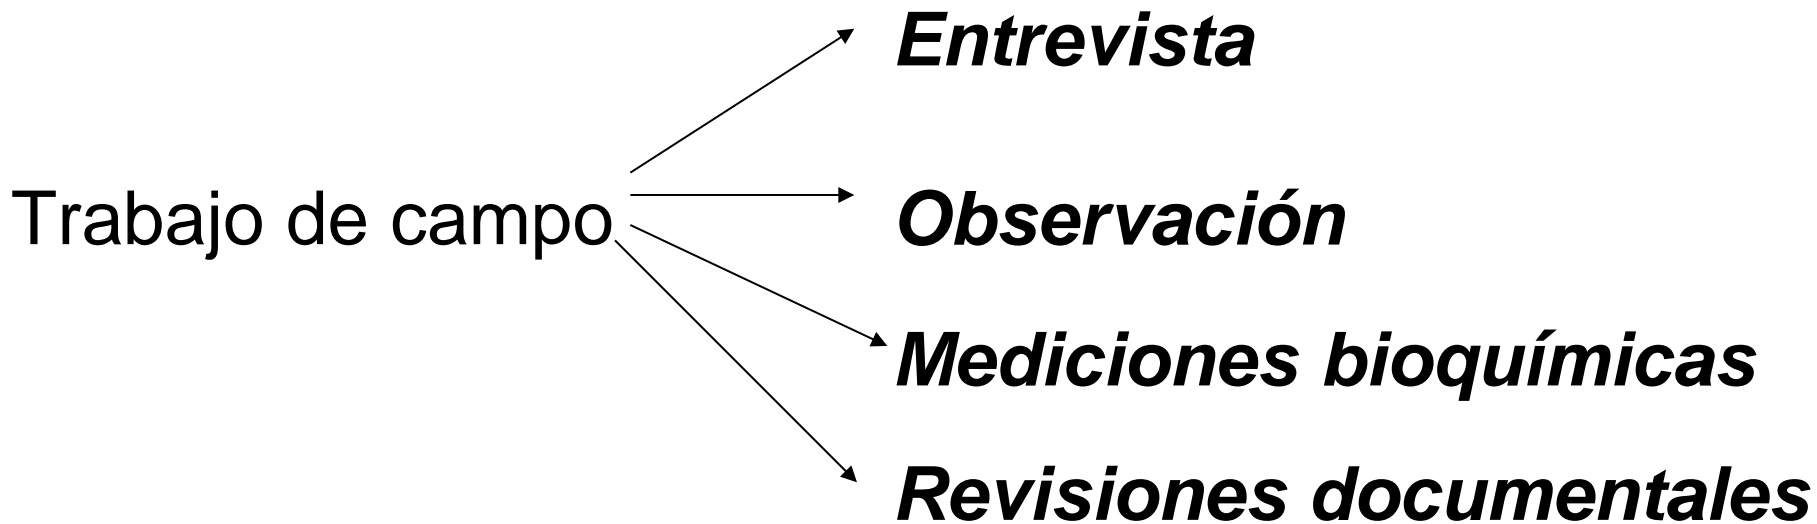 Entrevista
Trabajo de campo
Observación
Mediciones bioquímicas
Revisiones documentales